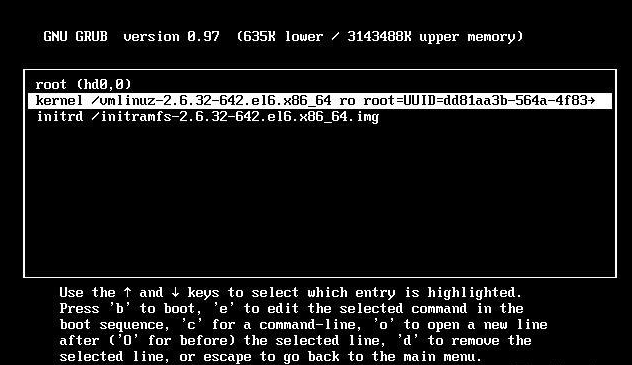 GNU GRUB  version 0.97  (635K lower / 3143488K upper memory)
root (hd0,0)
kernel /vmlinuz-2.6.32-642.el6.x86_64 ro root=UUID=dd81aa3b-564a-4f83→
initrd /initramfs-2.6.32-642.el6.x86_64.img
Use the ↑ and ↓ keys to select which entry is highlighted.
Press 'b' to boot, 'e' to edit the selected command in the
boot sequence, 'c' for a command-line, 'o' to open a new line
after ('O' for before) the selected line, 'd' to remove the
selected line, or escape to go back to the main menu.